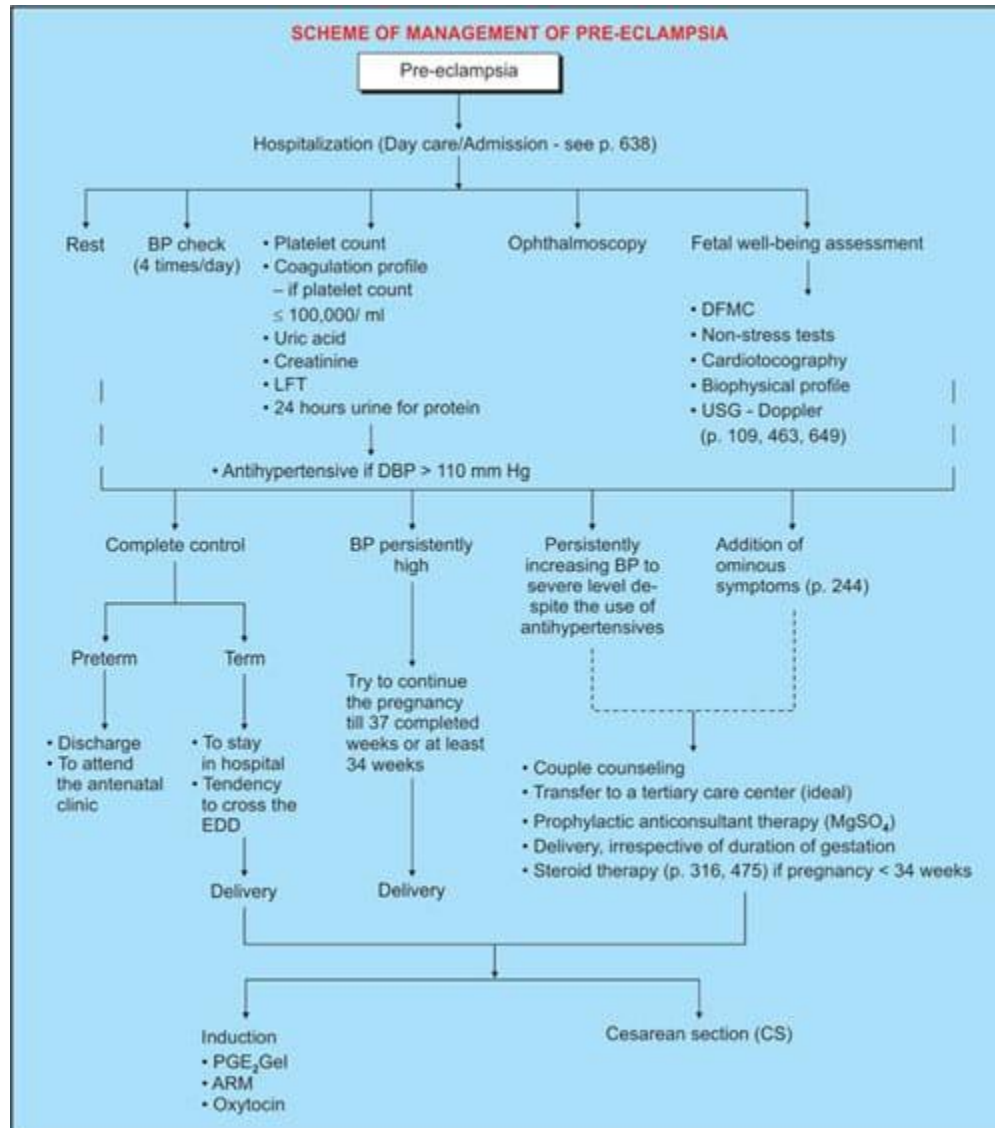 SCHEME OF MANAGEMENT OF PRE-ECLAMPSIA
Pre-eclampsia
Hospitalization (Day care/Admission - see p. 638)
Rest
BP check
(4 times/day)
• Platelet count
• Coagulation profile
– if platelet count
≤ 100,000/ ml
• Uric acid
• Creatinine
• LFT
• 24 hours urine for protein
Ophthalmoscopy
Fetal well-being assessment
• DFMC
• Non-stress tests
• Cardiotocography
• Biophysical profile
• USG - Doppler
(p. 109, 463, 649)
• Antihypertensive if DBP > 110 mm Hg
Complete control
Preterm
• Discharge
• To attend
the antenatal
clinic
Term
• To stay
in hospital
• Tendency
to cross the
EDD
Delivery
BP persistently
high
Try to continue
the pregnancy
till 37 completed
weeks or at least
34 weeks
Delivery
Persistently
increasing BP to
severe level de-
spite the use of
antihypertensives
Addition of
ominous
symptoms (p. 244)
• Couple counseling
• Transfer to a tertiary care center (ideal)
• Prophylactic anticonsultant therapy (MgSO₄)
• Delivery, irrespective of duration of gestation
• Steroid therapy (p. 316, 475) if pregnancy < 34 weeks
Induction
• PGE₂Gel
• ARM
• Oxytocin
Cesarean section (CS)